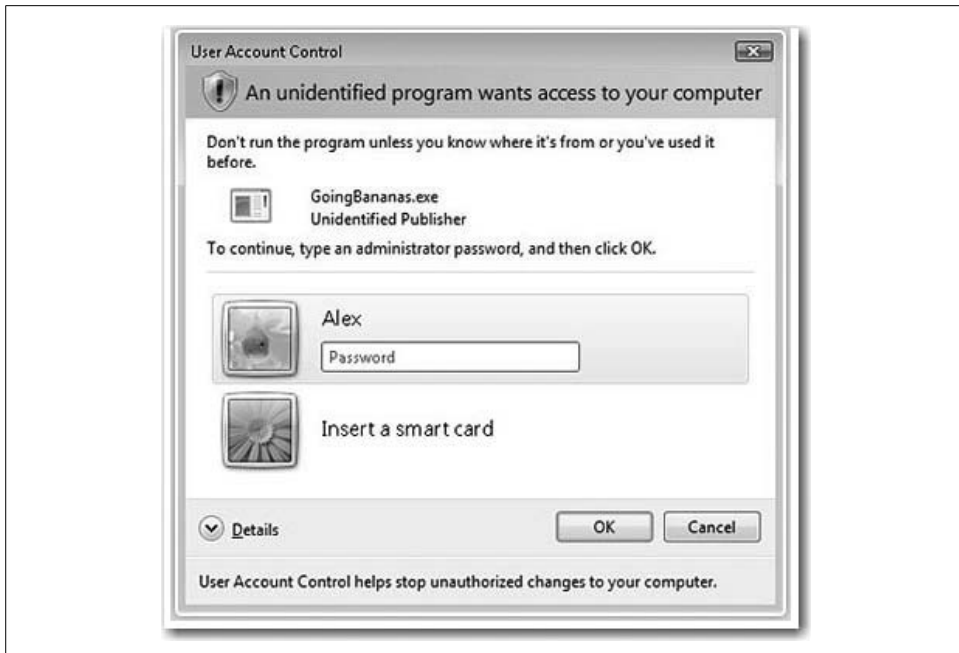 User Account Control
An unidentified program wants access to your computer
Don't run the program unless you know where it's from or you've used it
before.
GoingBananas.exe
Unidentified Publisher
To continue, type an administrator password, and then click OK.
Alex
Password
Insert a smart card
Details
OK
Cancel
User Account Control helps stop unauthorized changes to your computer.